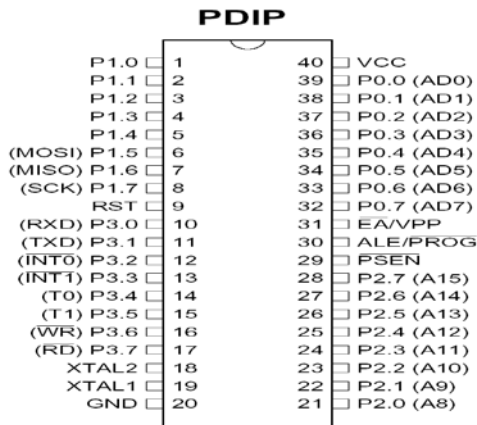 PDIP
P1.0 1 40 VCC
P1.1 2 39 P0.0 (AD0)
P1.2 3 38 P0.1 (AD1)
P1.3 4 37 P0.2 (AD2)
P1.4 5 36 P0.3 (AD3)
(MOSI) P1.5 6 35 P0.4 (AD4)
(MISO) P1.6 7 34 P0.5 (AD5)
(SCK) P1.7 8 33 P0.6 (AD6)
RST 9 32 P0.7 (AD7)
(RXD) P3.0 10 31 E̅A̅/VPP
(TXD) P3.1 11 30 ALE/P̅R̅O̅G̅
(I̅N̅T̅0̅) P3.2 12 29 P̅S̅E̅N̅
(I̅N̅T̅1̅) P3.3 13 28 P2.7 (A15)
(T0) P3.4 14 27 P2.6 (A14)
(T1) P3.5 15 26 P2.5 (A13)
(W̅R̅) P3.6 16 25 P2.4 (A12)
(R̅D̅) P3.7 17 24 P2.3 (A11)
XTAL2 18 23 P2.2 (A10)
XTAL1 19 22 P2.1 (A9)
GND 20 21 P2.0 (A8)